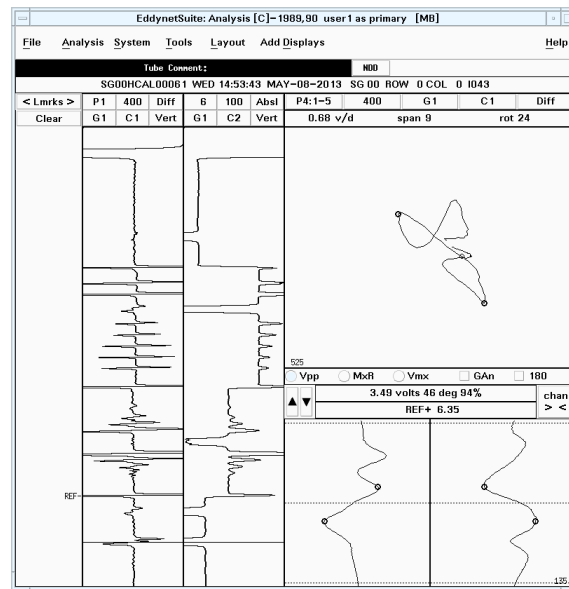 EddynetSuite: Analysis [C]-1989,90 user1 as primary [MB]
File Analysis System Tools Layout Add Displays Help
Tube Comment: NDD
SG00HCAL00061 WED 14:53:43 MAY-08-2013 SG 00 ROW 0 COL 0 I043
< Lmrks > P1 400 Diff 6 100 Absl P4:1-5 400 G1 C1 Diff
Clear G1 C1 Vert G1 C2 Vert 0.68 v/d span 9 rot 24
525
Vpp MxR Vmx GAn 180
3.49 volts 46 deg 94% chan
REF+ 6.35 > <
REF
135